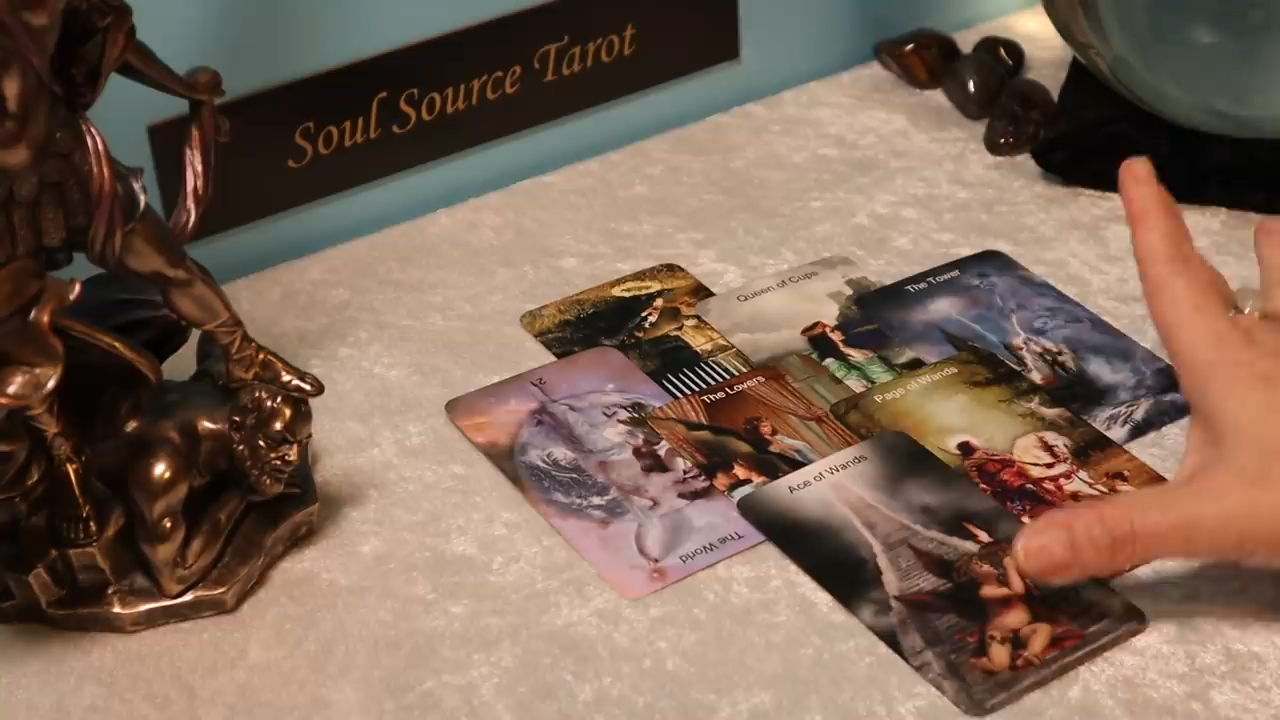 Soul Source Tarot
Queen of Cups
The Tower
The Lovers
Page of Wands
21
Ace of Wands
The World